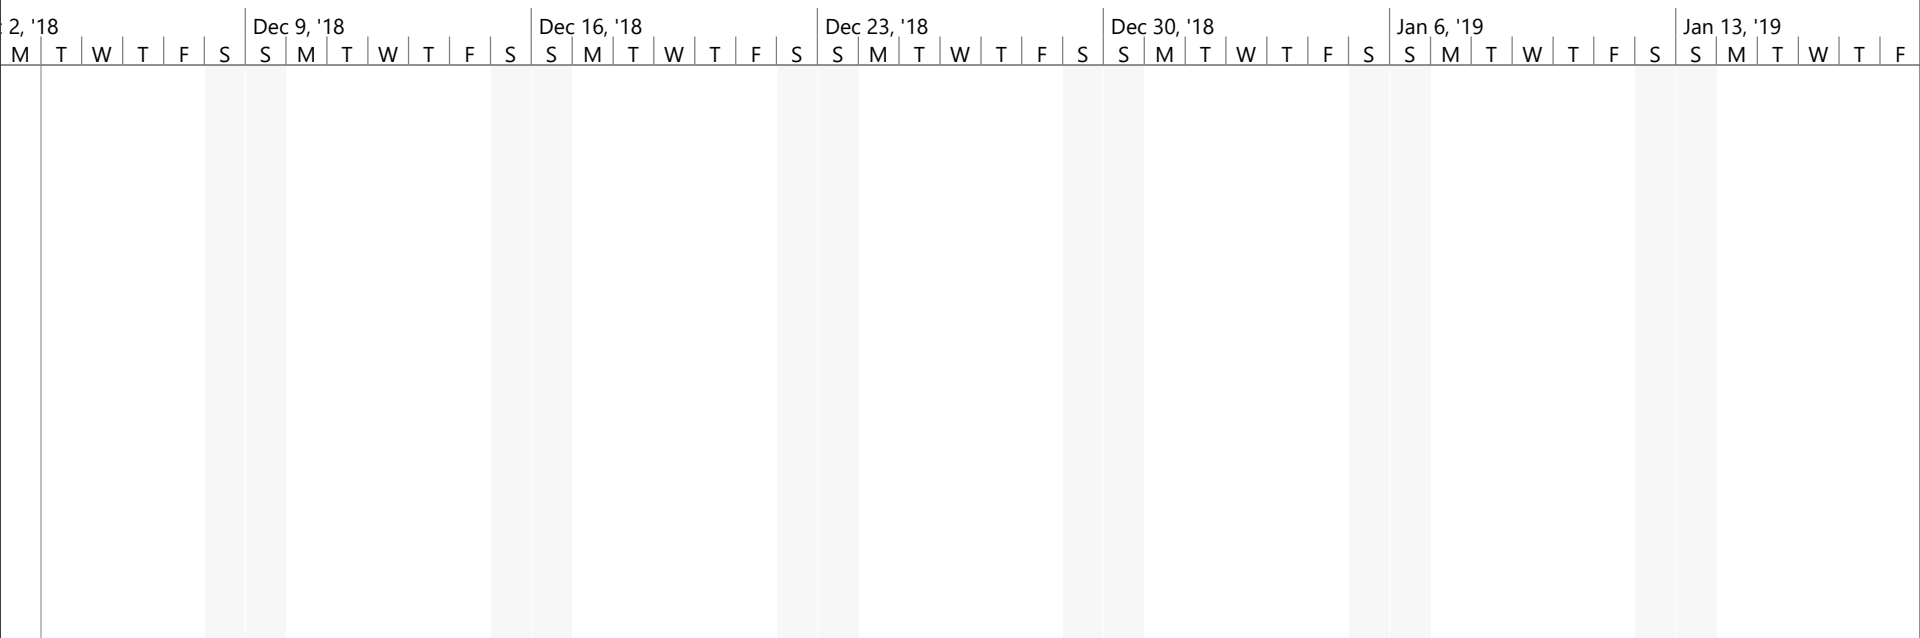 2, '18 Dec 9, '18 Dec 16, '18 Dec 23, '18 Dec 30, '18 Jan 6, '19 Jan 13, '19
M T W T F S S M T W T F S S M T W T F S S M T W T F S S M T W T F S S M T W T F S S M T W T F